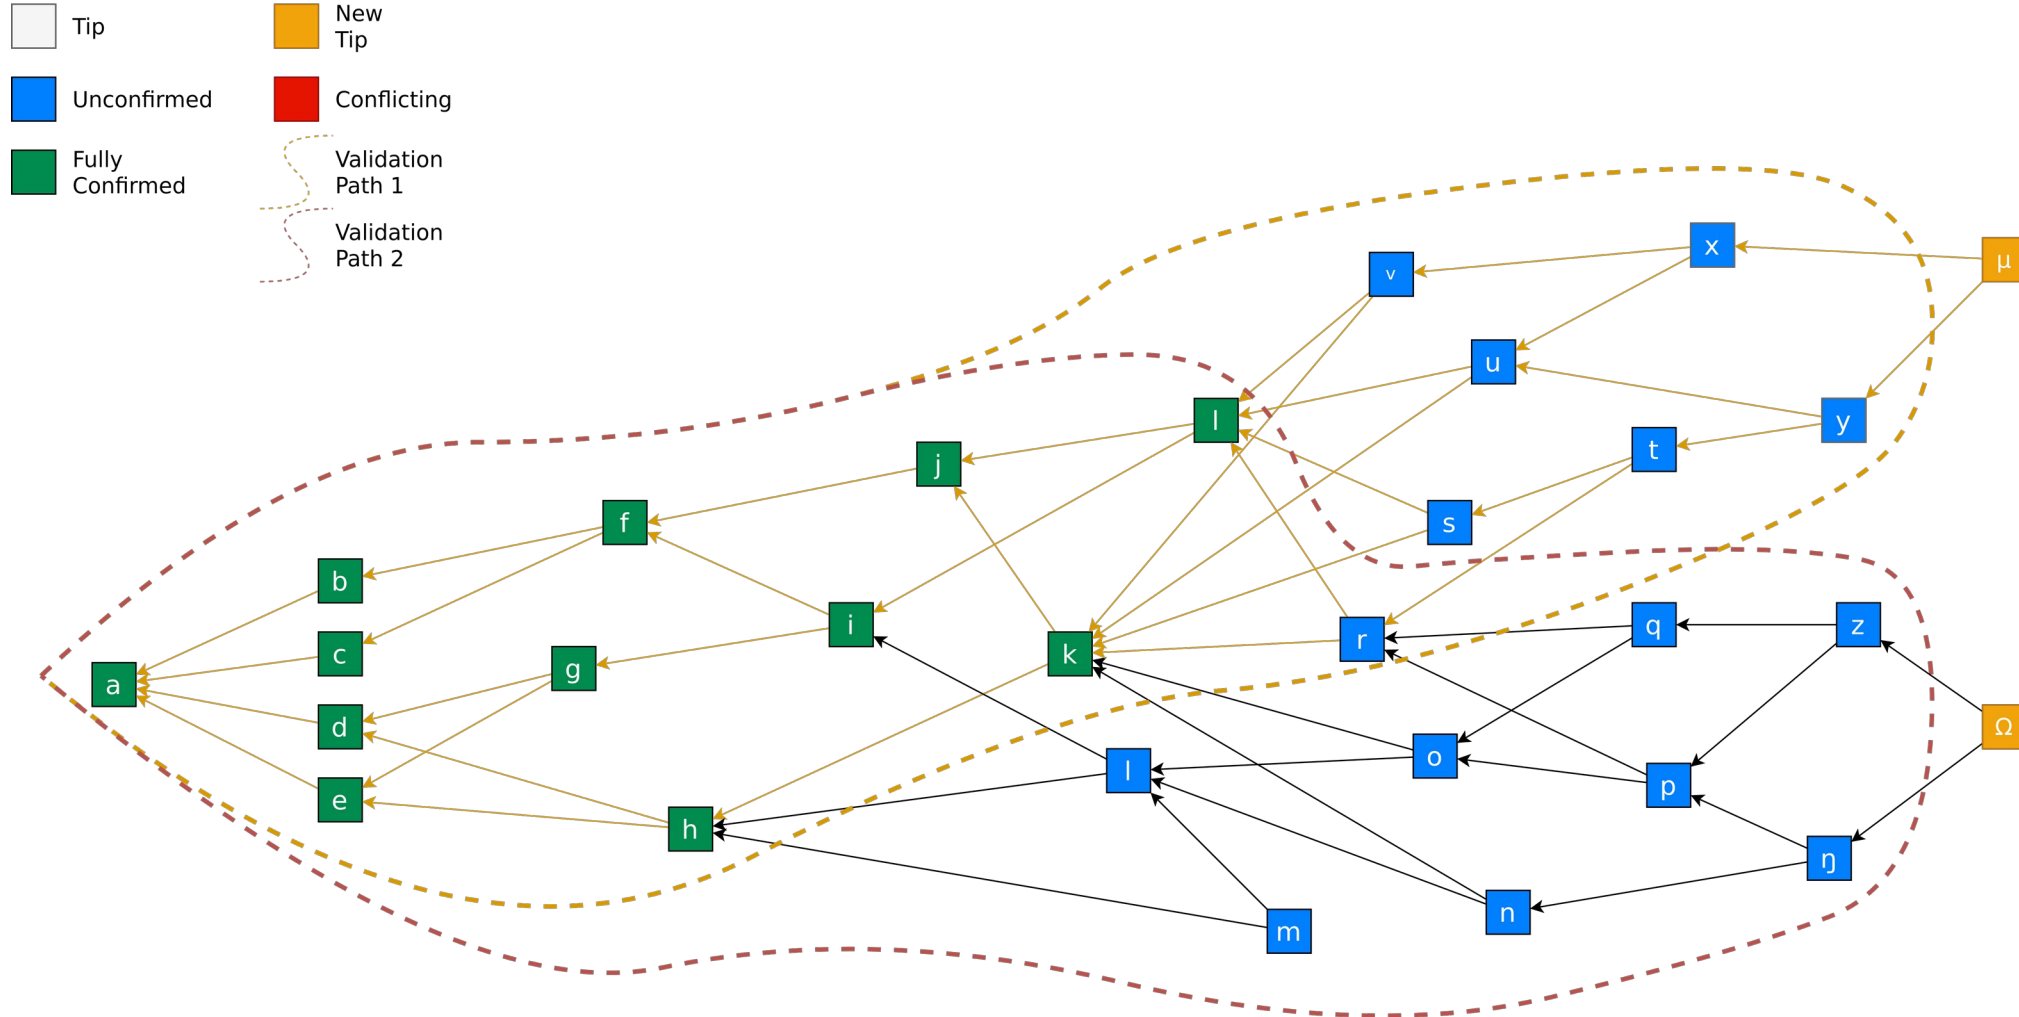 Tip
New
Tip
Unconfirmed
Conflicting
Fully
Confirmed
Validation
Path 1
Validation
Path 2
x
μ
v
u
l
y
t
j
f
s
b
i
q
z
r
c
k
g
a
d
Ω
o
l
p
e
h
ŋ
n
m